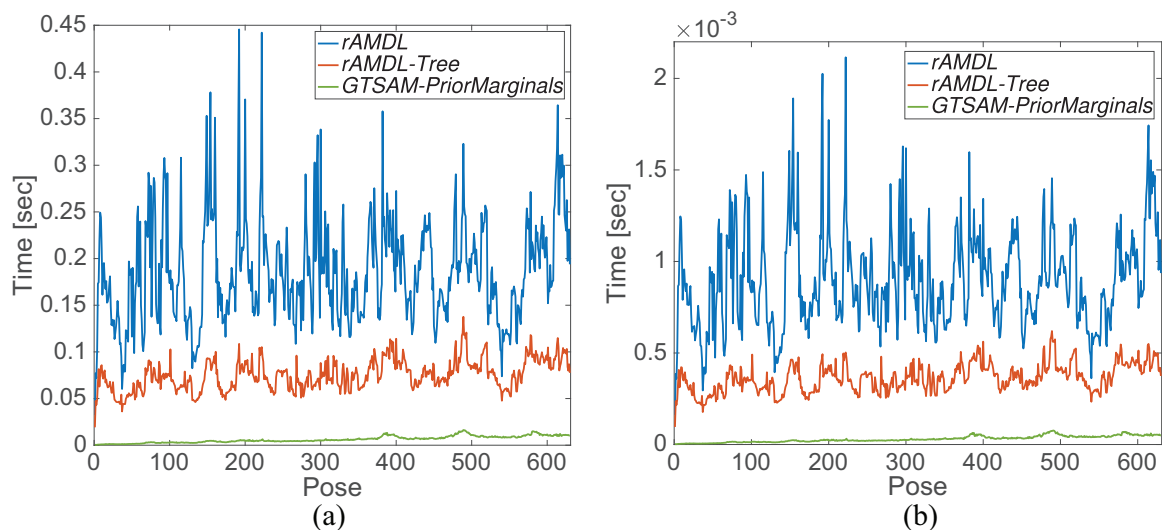 0.45
0.4
0.35
0.3
0.25
0.2
0.15
0.1
0.05
0
Time [sec]
rAMDL
rAMDL-Tree
GTSAM-PriorMarginals
0 100 200 300 400 500 600
Pose
(a)
×10⁻³
2
1.5
1
0.5
0
Time [sec]
rAMDL
rAMDL-Tree
GTSAM-PriorMarginals
0 100 200 300 400 500 600
Pose
(b)